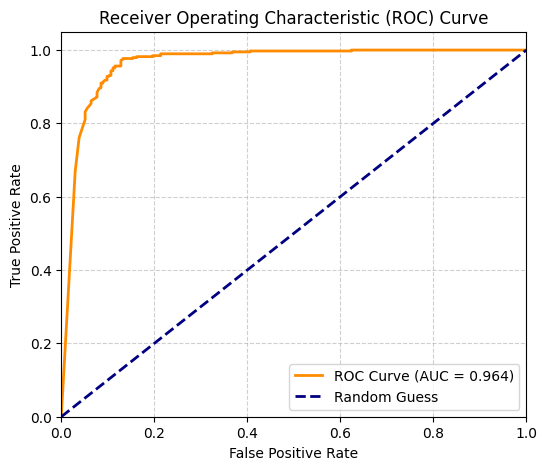 Receiver Operating Characteristic (ROC) Curve
True Positive Rate
1.0
0.8
0.6
0.4
0.2
0.0
ROC Curve (AUC = 0.964)
Random Guess
0.0 0.2 0.4 0.6 0.8 1.0
False Positive Rate